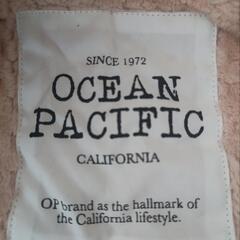 SINCE 1972
OCEAN
PACIFIC
CALIFORNIA
OP brand as the hallmark of
the California lifestyle.